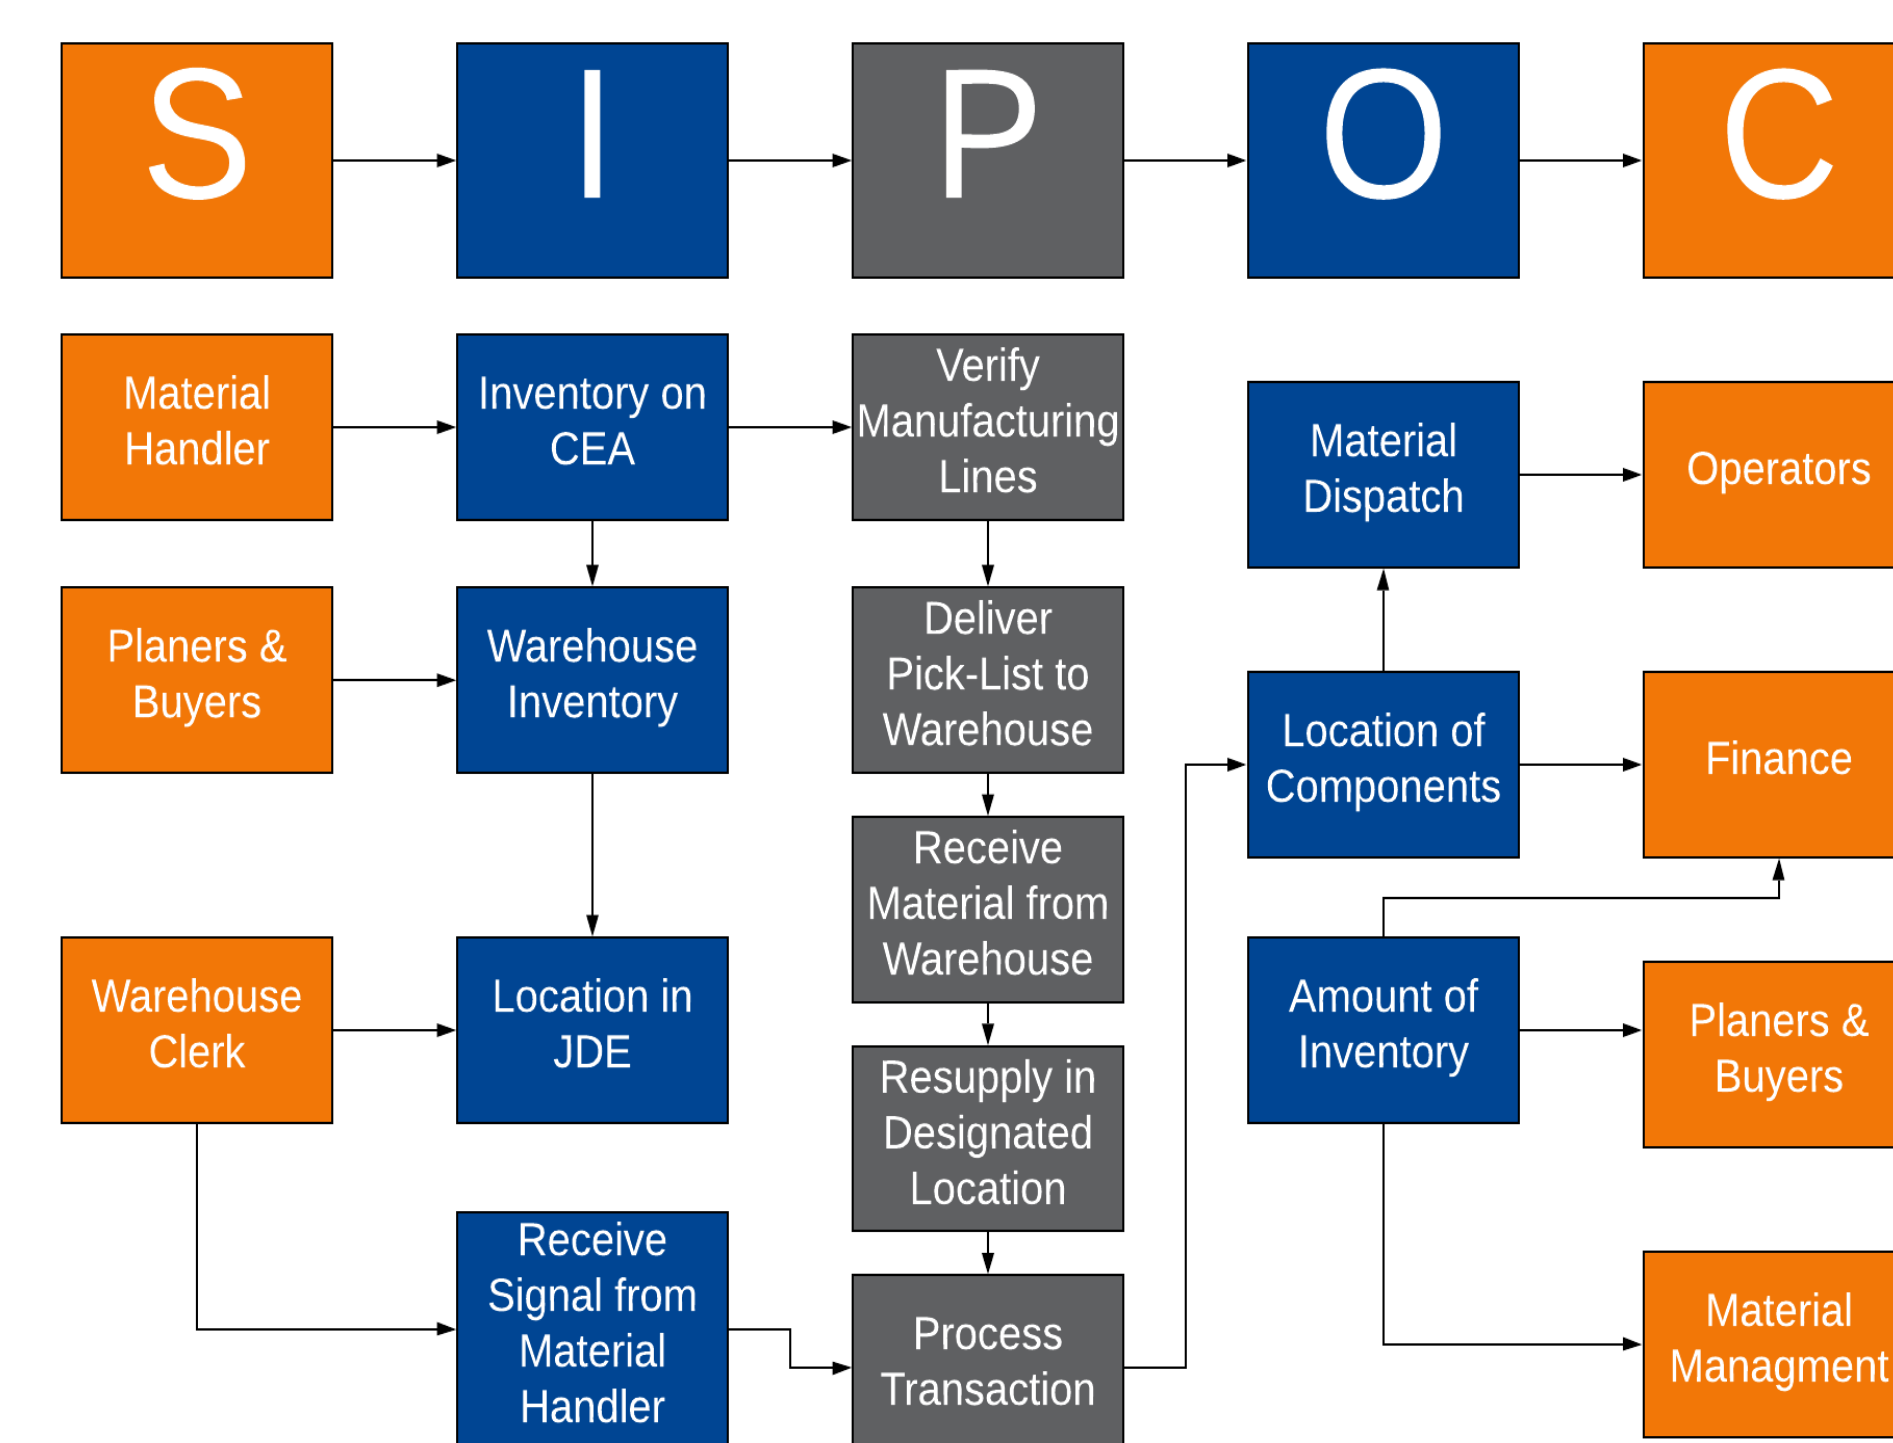 S
I
P
O
C
Material
Handler
Inventory on
CEA
Verify
Manufacturing
Lines
Material
Dispatch
Operators
Planers &
Buyers
Warehouse
Inventory
Deliver
Pick-List to
Warehouse
Location of
Components
Finance
Receive
Material from
Warehouse
Warehouse
Clerk
Location in
JDE
Amount of
Inventory
Planers &
Buyers
Resupply in
Designated
Location
Receive
Signal from
Material
Handler
Process
Transaction
Material
Managment